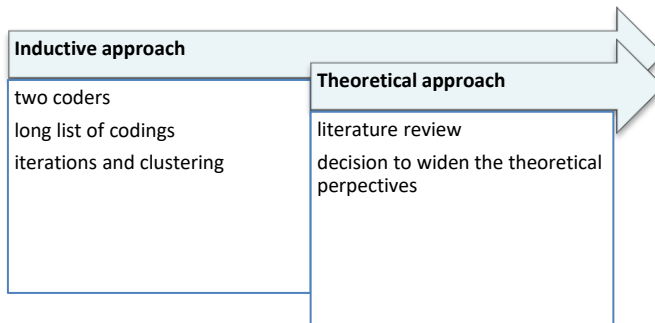 Inductive approach
two coders
long list of codings
iterations and clustering
Theoretical approach
literature review
decision to widen the theoretical
perpectives